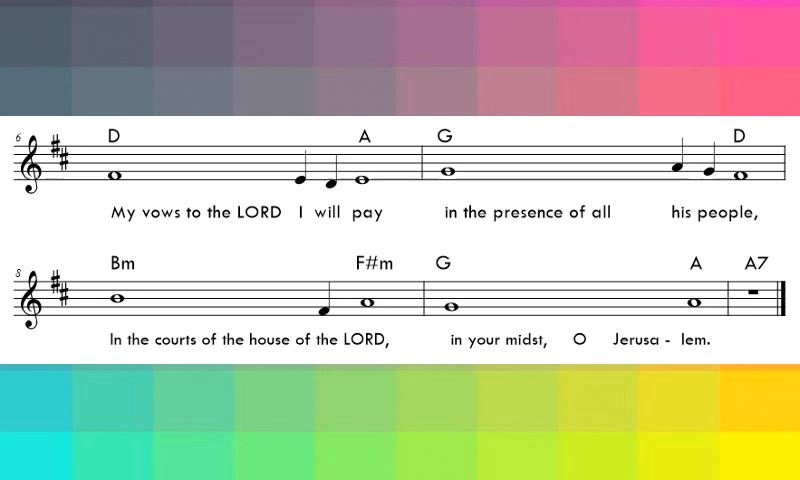 6 D A G D
My vows to the LORD I will pay in the presence of all his people,
8 Bm F#m G A A7
In the courts of the house of the LORD, in your midst, O Jerusa - lem.